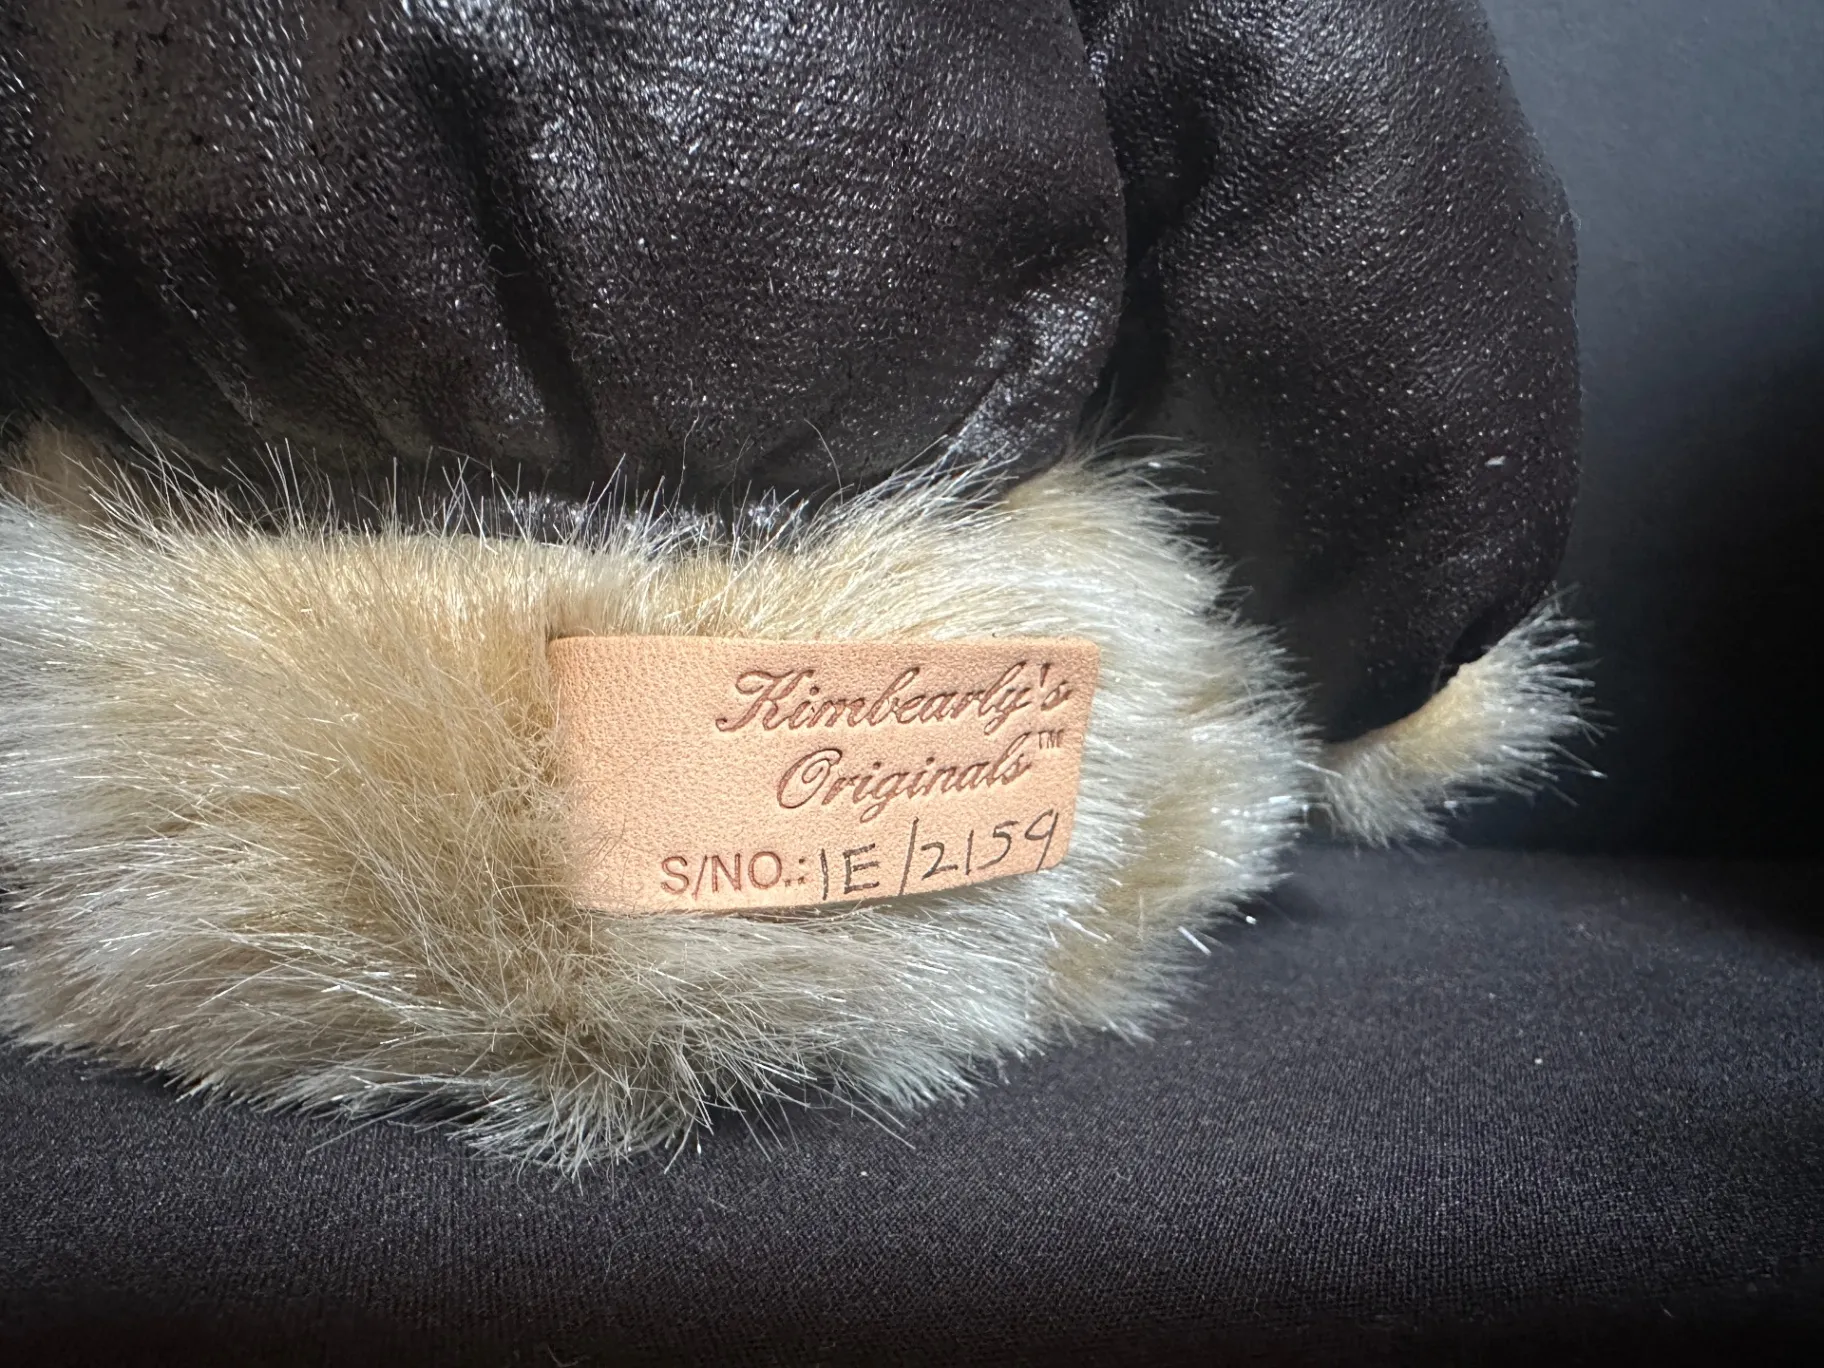 Kimbearly's
Originals™
S/NO.: 1E/2159